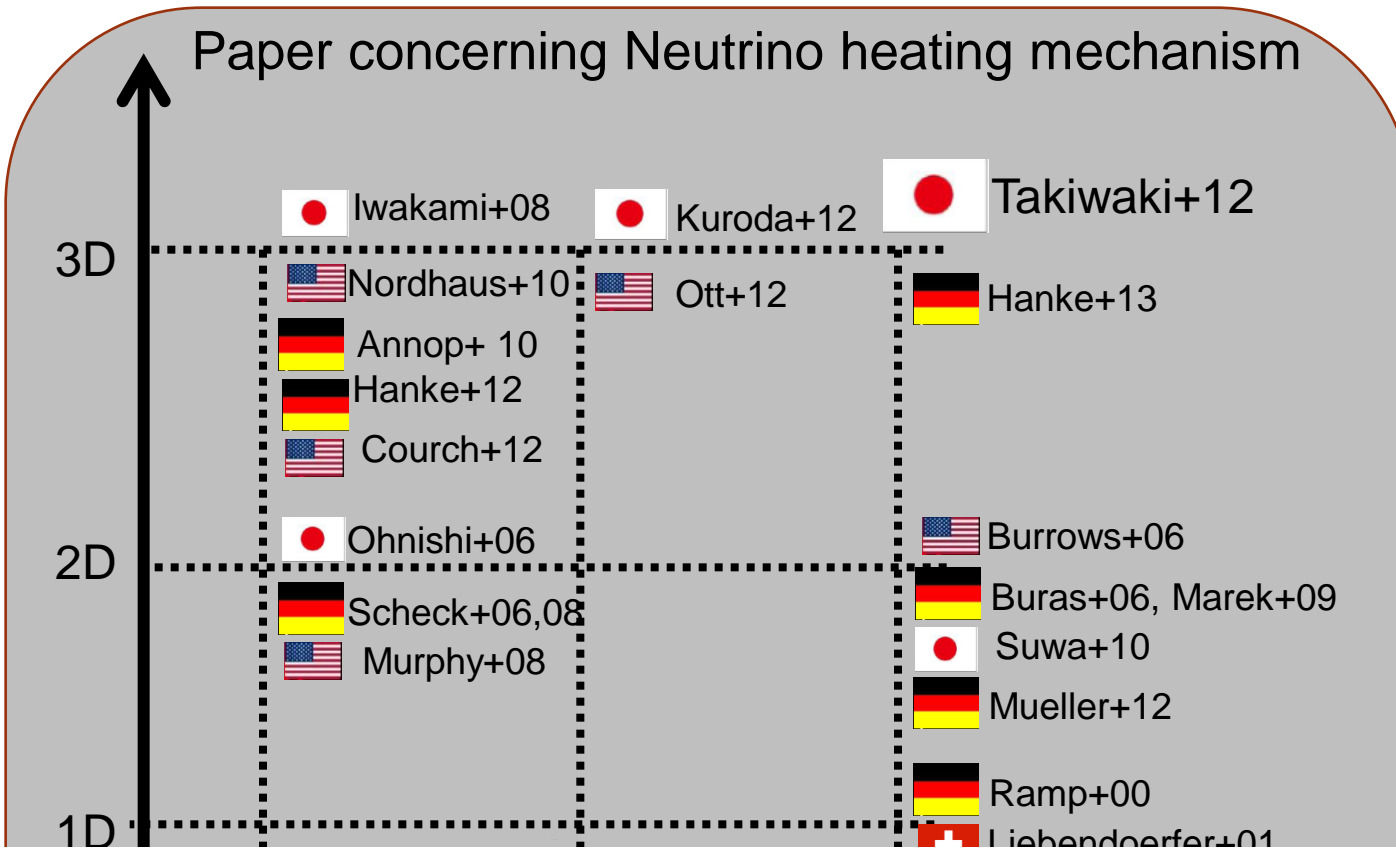 Paper concerning Neutrino heating mechanism
Iwakami+08
Kuroda+12
Takiwaki+12
3D
Nordhaus+10
Ott+12
Hanke+13
Annop+ 10
Hanke+12
Courch+12
Ohnishi+06
Burrows+06
2D
Scheck+06,08
Buras+06, Marek+09
Murphy+08
Suwa+10
Mueller+12
Ramp+00
1D
Liebendoerfer+01